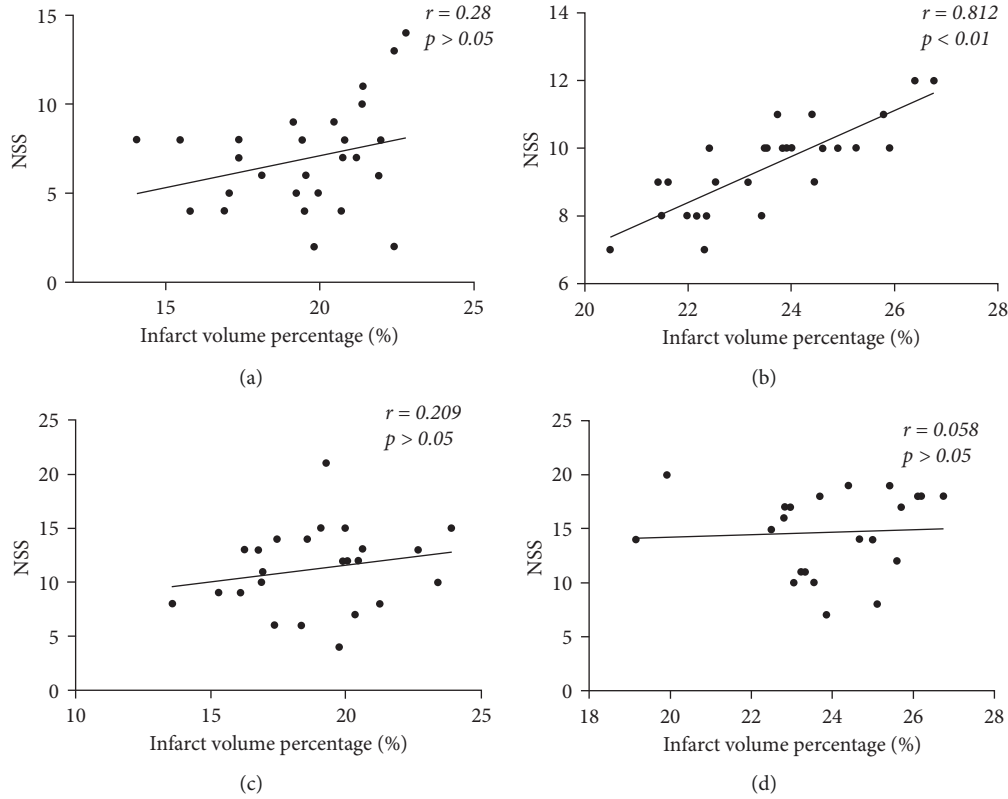 r = 0.28
p > 0.05
15
10
5
0
NSS
15
20
25
Infarct volume percentage (%)
(a)
r = 0.812
p < 0.01
14
12
10
8
6
NSS
20
22
24
26
28
Infarct volume percentage (%)
(b)
r = 0.209
p > 0.05
25
20
15
10
5
0
NSS
10
15
20
25
Infarct volume percentage (%)
(c)
r = 0.058
p > 0.05
25
20
15
10
5
0
NSS
18
20
22
24
26
28
Infarct volume percentage (%)
(d)